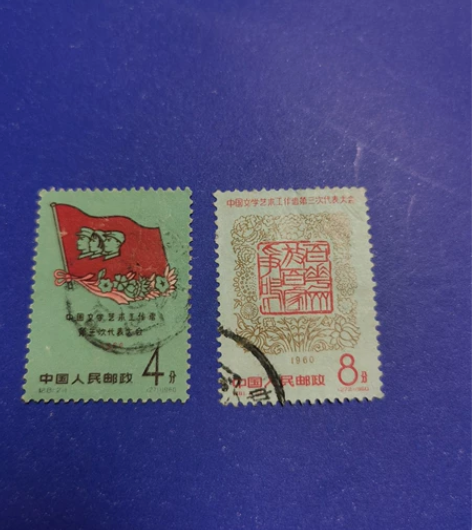 中国文学艺术工作者
第三次代表大会
中国人民邮政 4分
中国文学艺术工作者第三次代表大会
百花齐放百家争鸣
1960
中国人民邮政 8分